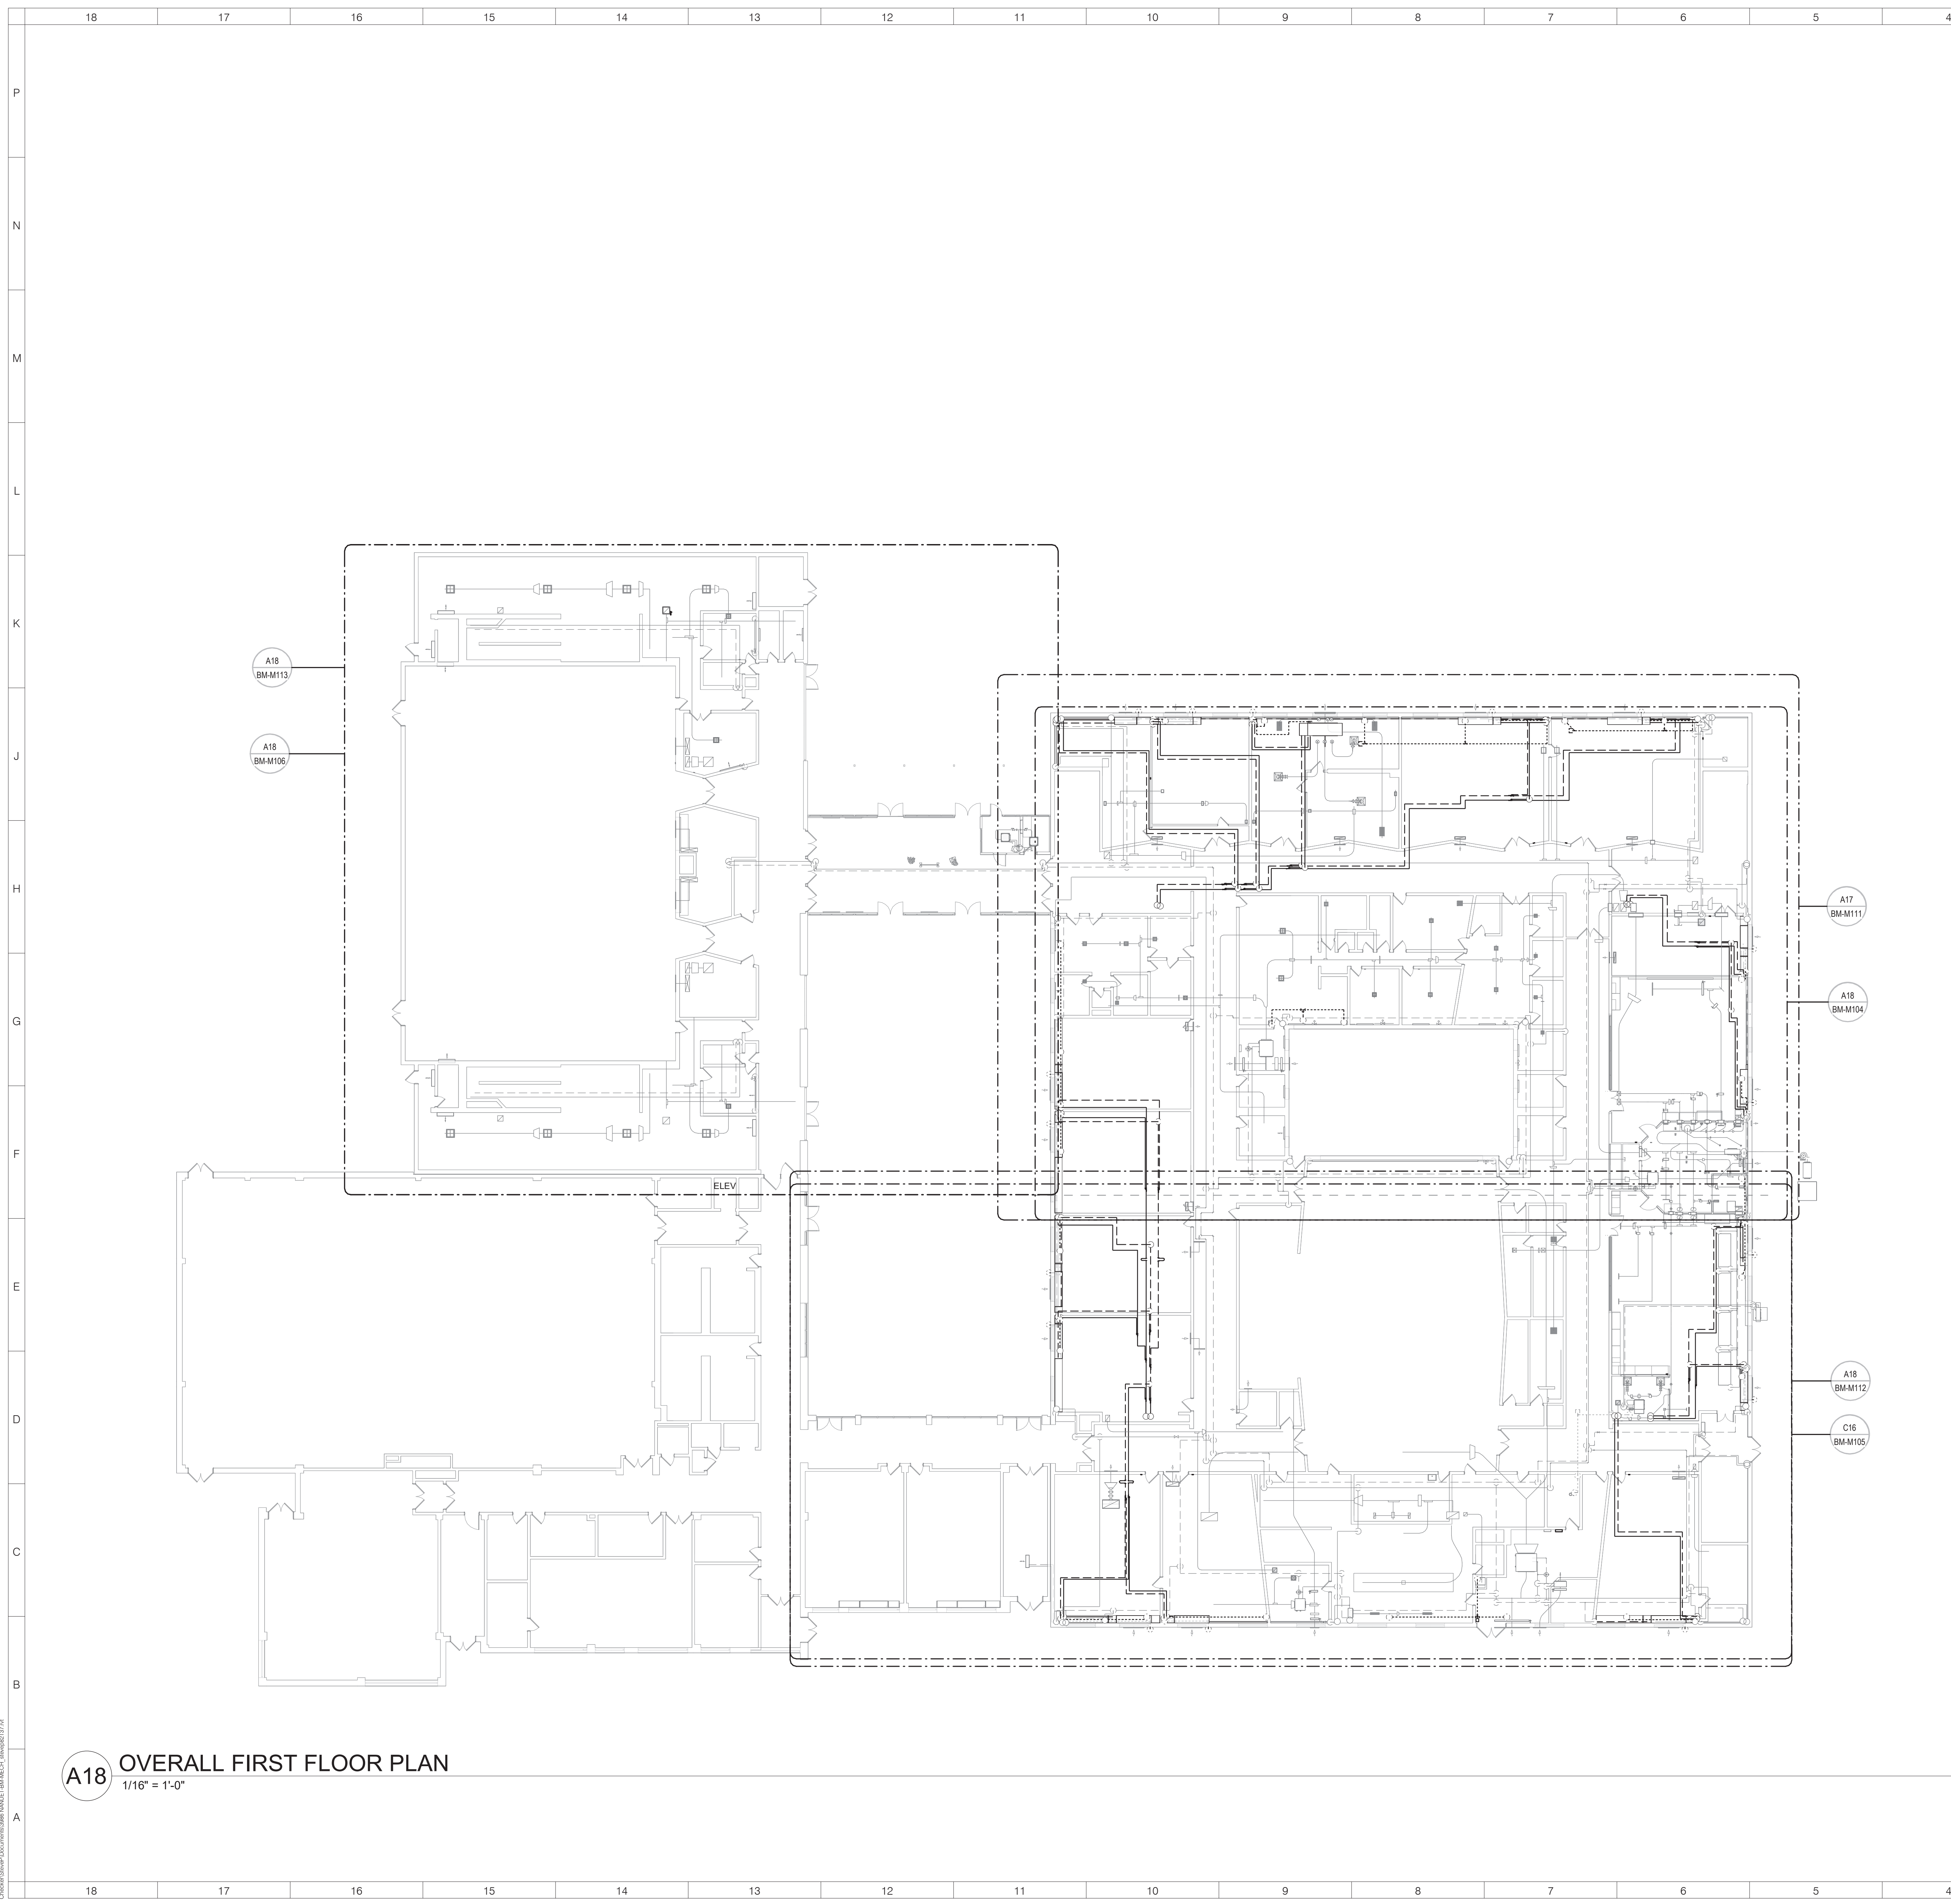 18 17 16 15 14 13 12 11 10 9 8 7 6 5 4
P
N
M
L
K
A18
BM-M113
J
A18
BM-M106
H
A17
BM-M111
G
A18
BM-M104
F
ELEV
E
A18
BM-M112
D
C16
BM-M105
C
B
A18
OVERALL FIRST FLOOR PLAN
1/16" = 1'-0"
A
18 17 16 15 14 13 12 11 10 9 8 7 6 5 4